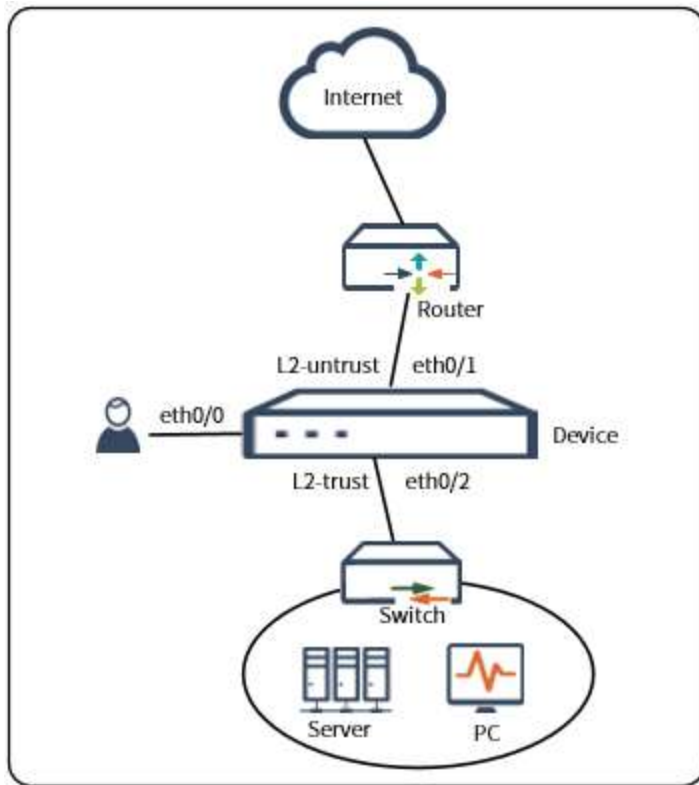 Internet
Router
L2-untrust eth0/1
eth0/0
Device
L2-trust eth0/2
Switch
Server PC